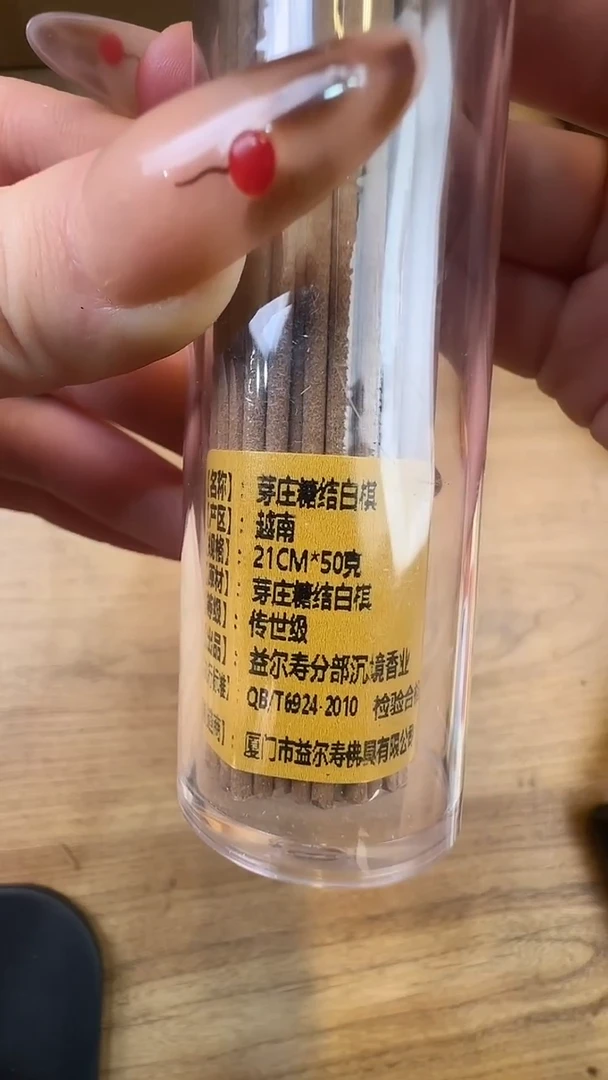 名称】: 芽庄糖结白棋
产区】: 越南
规格】: 21CM*50克
原材】: 芽庄糖结白棋
等级】: 传世级
出品】: 益尔寿分部沉境香业
QB/T6924-2010 检验合
厦门市益尔寿佛具有限公司